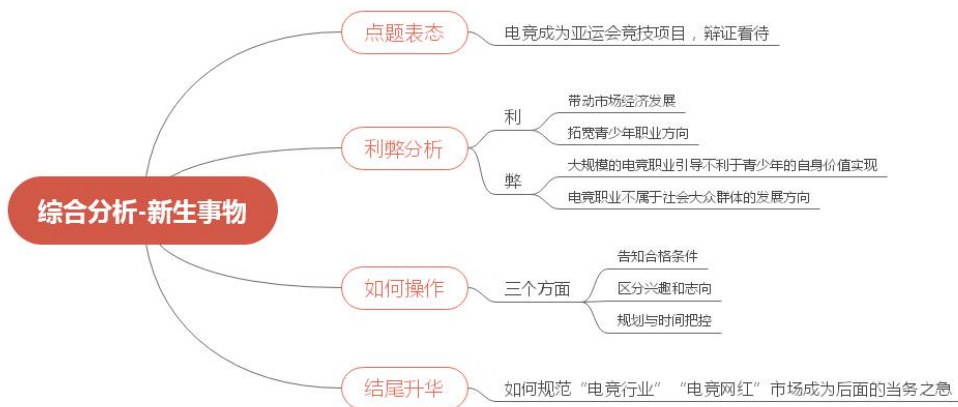 综合分析-新生事物
点题表态
电竞成为亚运会竞技项目，辩证看待
利弊分析
利
带动市场经济发展
拓宽青少年职业方向
弊
大规模的电竞职业引导不利于青少年的自身价值实现
电竞职业不属于社会大众群体的发展方向
如何操作
三个方面
告知合格条件
区分兴趣和志向
规划与时间把控
结尾升华
如何规范“电竞行业”“电竞网红”市场成为后面的当务之急